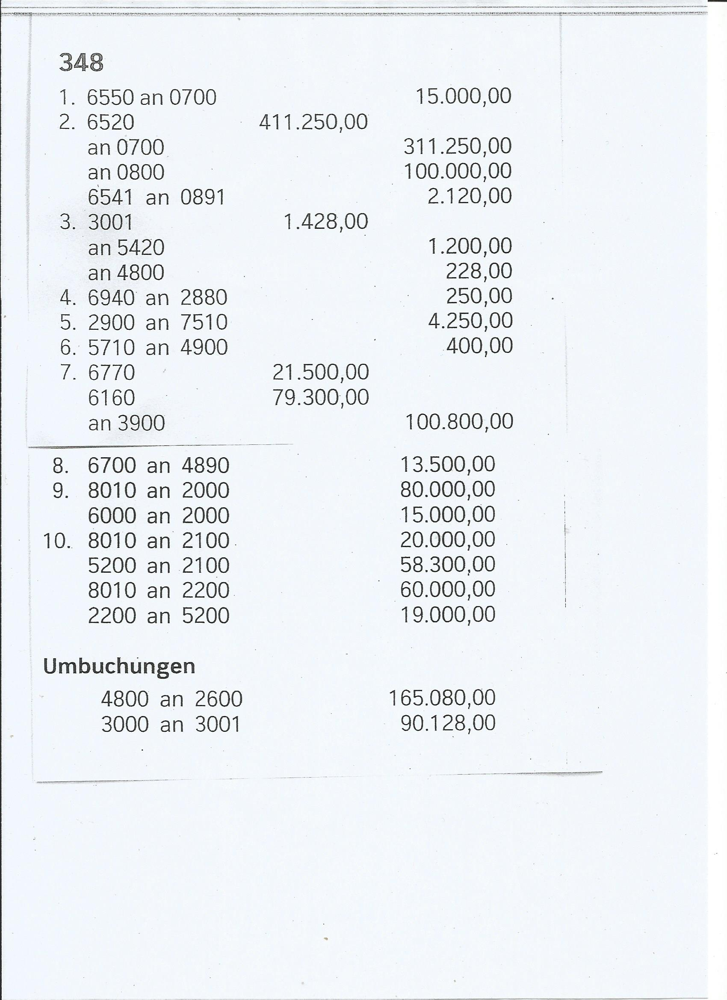 348
1. 6550 an 0700 15.000,00
2. 6520 411.250,00
an 0700 311.250,00
an 0800 100.000,00
6541 an 0891 2.120,00
3. 3001 1.428,00
an 5420 1.200,00
an 4800 228,00
4. 6940 an 2880 250,00
5. 2900 an 7510 4.250,00
6. 5710 an 4900 400,00
7. 6770 21.500,00
6160 79.300,00
an 3900 100.800,00
8. 6700 an 4890 13.500,00
9. 8010 an 2000 80.000,00
6000 an 2000 15.000,00
10. 8010 an 2100 20.000,00
5200 an 2100 58.300,00
8010 an 2200 60.000,00
2200 an 5200 19.000,00
Umbuchungen
4800 an 2600 165.080,00
3000 an 3001 90.128,00